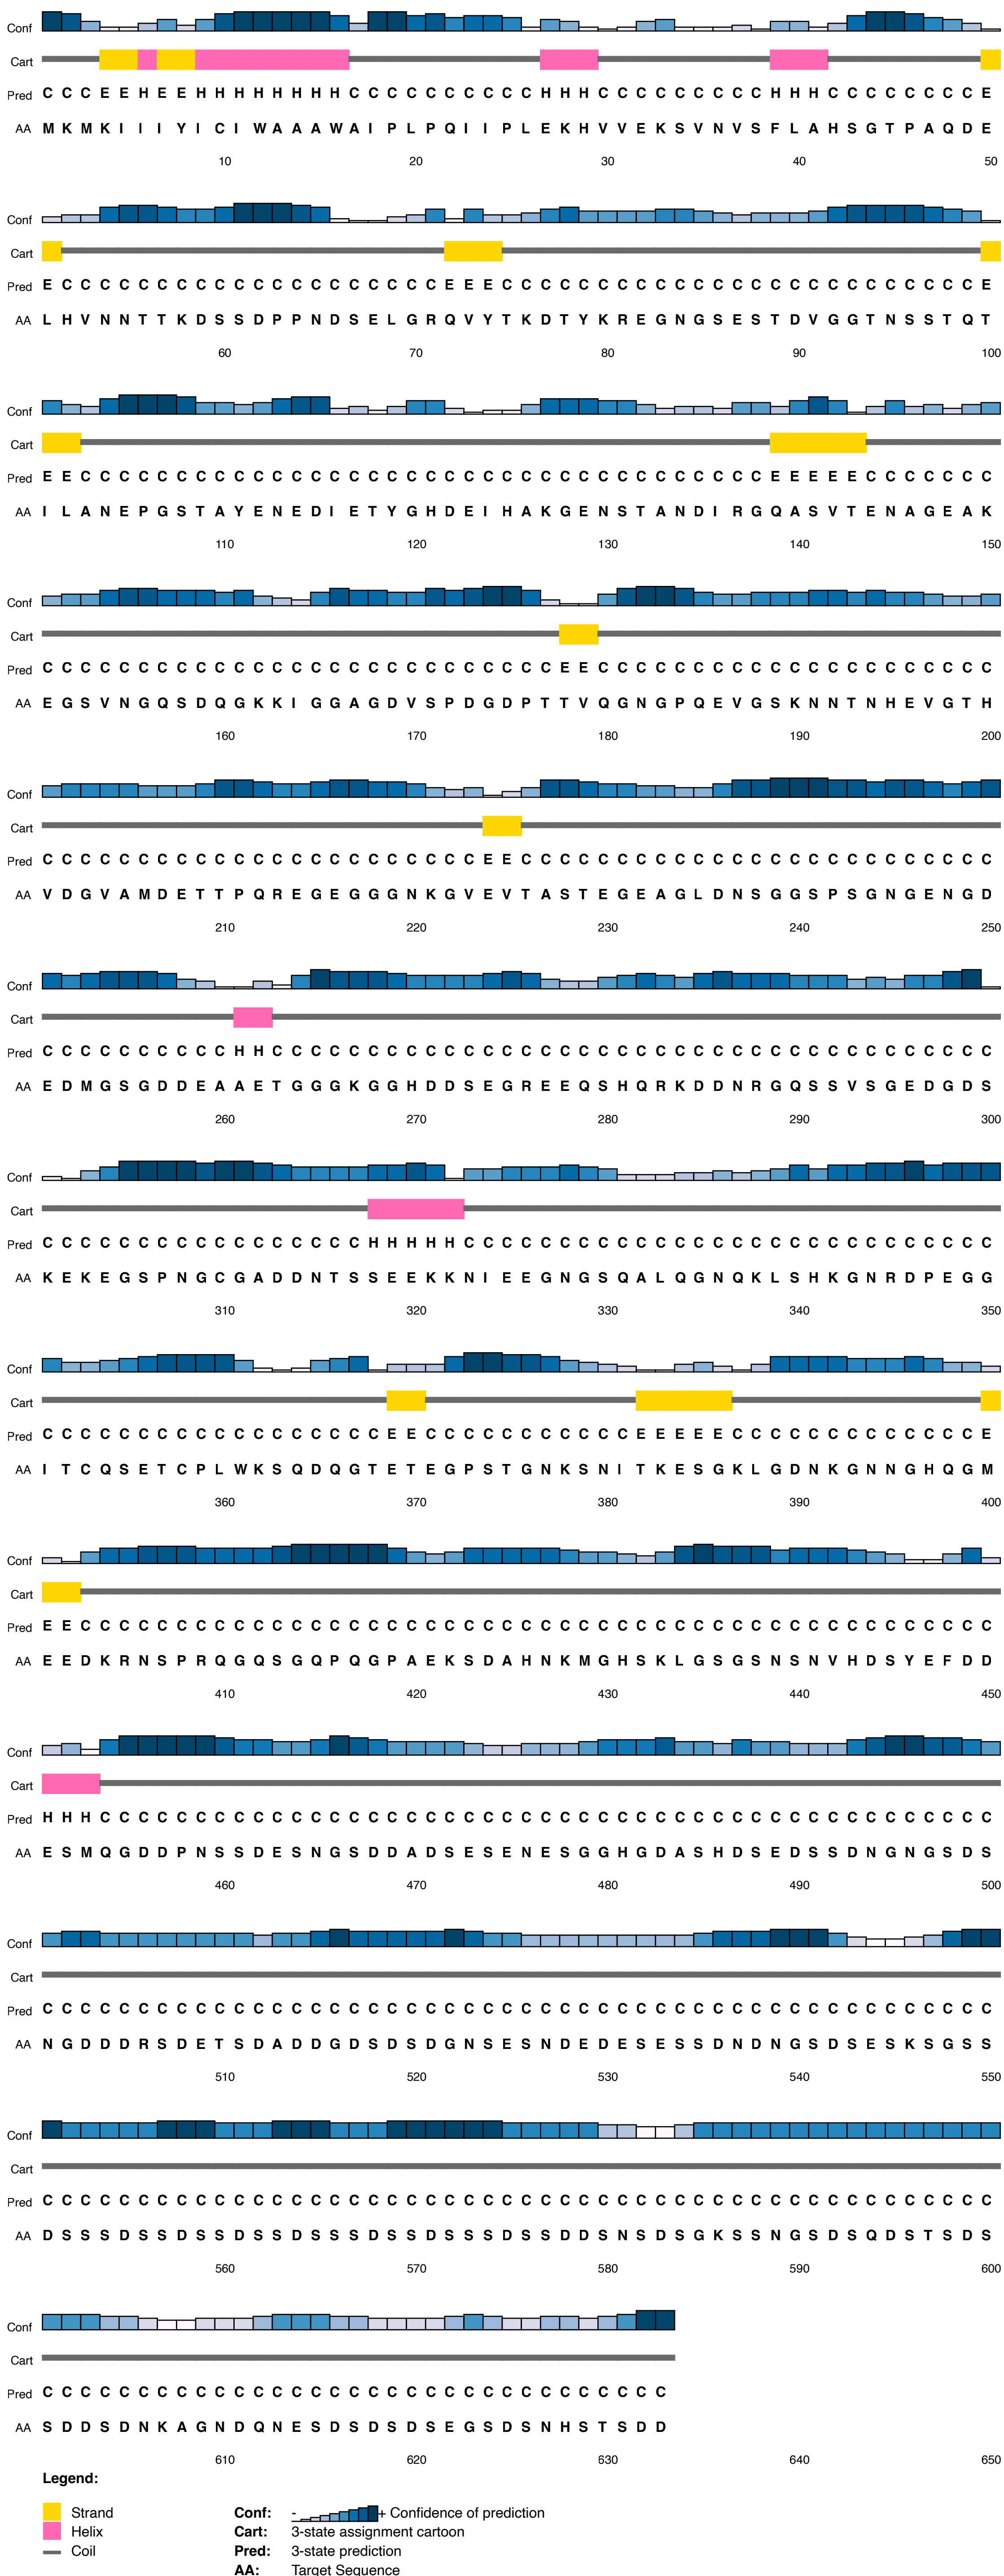 Conf
Cart
Pred C C C E E H E E H H H H H H H H C C C C C C C C C C H H H C C C C C C C C C H H H C C C C C C C C E
AA M K M K I I I Y I C I W A A A W A I P L P Q I I P L E K H V V E K S V N V S F L A H S G T P A Q D E
10 20 30 40 50
Conf
Cart
Pred E C C C C C C C C C C C C C C C C C C C C E E E C C C C C C C C C C C C C C C C C C C C C C C C C E
AA L H V N N T T K D S S D P P N D S E L G R Q V Y T K D T Y K R E G N G S E S T D V G G T N S S T Q T
60 70 80 90 100
Conf
Cart
Pred E E C C C C C C C C C C C C C C C C C C C C C C C C C C C C C C C C C C C C E E E E E C C C C C C C
AA I L A N E P G S T A Y E N E D I E T Y G H D E I H A K G E N S T A N D I R G Q A S V T E N A G E A K
110 120 130 140 150
Conf
Cart
Pred C C C C C C C C C C C C C C C C C C C C C C C C C C C E E C C C C C C C C C C C C C C C C C C C C C
AA E G S V N G Q S D Q G K K I G G A G D V S P D G D P T T V Q G N G P Q E V G S K N N T N H E V G T H
160 170 180 190 200
Conf
Cart
Pred C C C C C C C C C C C C C C C C C C C C C C C E E C C C C C C C C C C C C C C C C C C C C C C C C C
AA V D G V A M D E T T P Q R E G E G G G N K G V E V T A S T E G E A G L D N S G G S P S G N G E N G D
210 220 230 240 250
Conf
Cart
Pred C C C C C C C C C C H H C C C C C C C C C C C C C C C C C C C C C C C C C C C C C C C C C C C C C C
AA E D M G S G D D E A A E T G G G K G G H D D S E G R E E Q S H Q R K D D N R G Q S S V S G E D G D S
260 270 280 290 300
Conf
Cart
Pred C C C C C C C C C C C C C C C C C H H H H H C C C C C C C C C C C C C C C C C C C C C C C C C C C C
AA K E K E G S P N G C G A D D N T S S E E K K N I E E G N G S Q A L Q G N Q K L S H K G N R D P E G G
310 320 330 340 350
Conf
Cart
Pred C C C C C C C C C C C C C C C C C C E E C C C C C C C C C C C E E E E E C C C C C C C C C C C C C E
AA I T C Q S E T C P L W K S Q D Q G T E T E G P S T G N K S N I T K E S G K L G D N K G N N G H Q G M
360 370 380 390 400
Conf
Cart
Pred E E C C C C C C C C C C C C C C C C C C C C C C C C C C C C C C C C C C C C C C C C C C C C C C C C
AA E E D K R N S P R Q G Q S G Q P Q G P A E K S D A H N K M G H S K L G S G S N S N V H D S Y E F D D
410 420 430 440 450
Conf
Cart
Pred H H H C C C C C C C C C C C C C C C C C C C C C C C C C C C C C C C C C C C C C C C C C C C C C C C
AA E S M Q G D D P N S S D E S N G S D D A D S E S E N E S G G H G D A S H D S E D S S D N G N G S D S
460 470 480 490 500
Conf
Cart
Pred C C C C C C C C C C C C C C C C C C C C C C C C C C C C C C C C C C C C C C C C C C C C C C C C C C
AA N G D D D R S D E T S D A D D G D S D S D G N S E S N D E D E S E S S D N D N G S D S E S K S G S S
510 520 530 540 550
Conf
Cart
Pred C C C C C C C C C C C C C C C C C C C C C C C C C C C C C C C C C C C C C C C C C C C C C C C C C C
AA D S S S D S S D S S D S S D S S S D S S D S S S D S S D D S N S D S G K S S N G S D S Q D S T S D S
560 570 580 590 600
Conf
Cart
Pred C C C C C C C C C C C C C C C C C C C C C C C C C C C C C C C C C
AA S D D S D N K A G N D Q N E S D S D S D S E G S D S N H S T S D D
610 620 630 640 650
Legend:
Strand Conf: - + Confidence of prediction
Helix Cart: 3-state assignment cartoon
Coil Pred: 3-state prediction
AA: Target Sequence